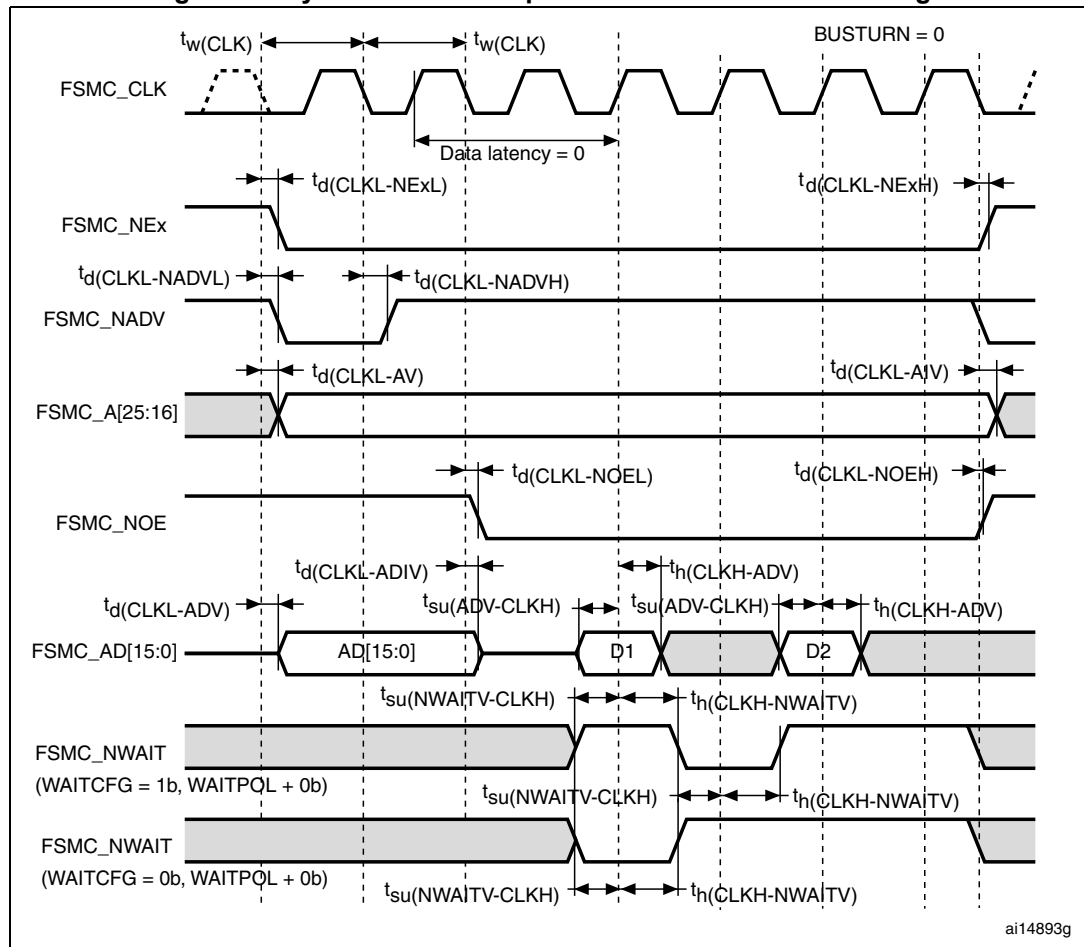 BUSTURN = 0
tw(CLK)
tw(CLK)
FSMC_CLK
Data latency = 0
td(CLKL-NExL)
td(CLKL-NExH)
FSMC_NEx
td(CLKL-NADVL)
td(CLKL-NADVH)
FSMC_NADV
td(CLKL-AV)
td(CLKL-AIV)
FSMC_A[25:16]
td(CLKL-NOEL)
td(CLKL-NOEH)
FSMC_NOE
td(CLKL-ADIV)
th(CLKH-ADV)
td(CLKL-ADV)
tsu(ADV-CLKH)
tsu(ADV-CLKH)
th(CLKH-ADV)
FSMC_AD[15:0]
AD[15:0]
D1
D2
tsu(NWAITV-CLKH)
th(CLKH-NWAITV)
FSMC_NWAIT
(WAITCFG = 1b, WAITPOL + 0b)
tsu(NWAITV-CLKH)
th(CLKH-NWAITV)
FSMC_NWAIT
(WAITCFG = 0b, WAITPOL + 0b)
tsu(NWAITV-CLKH)
th(CLKH-NWAITV)
ai14893g